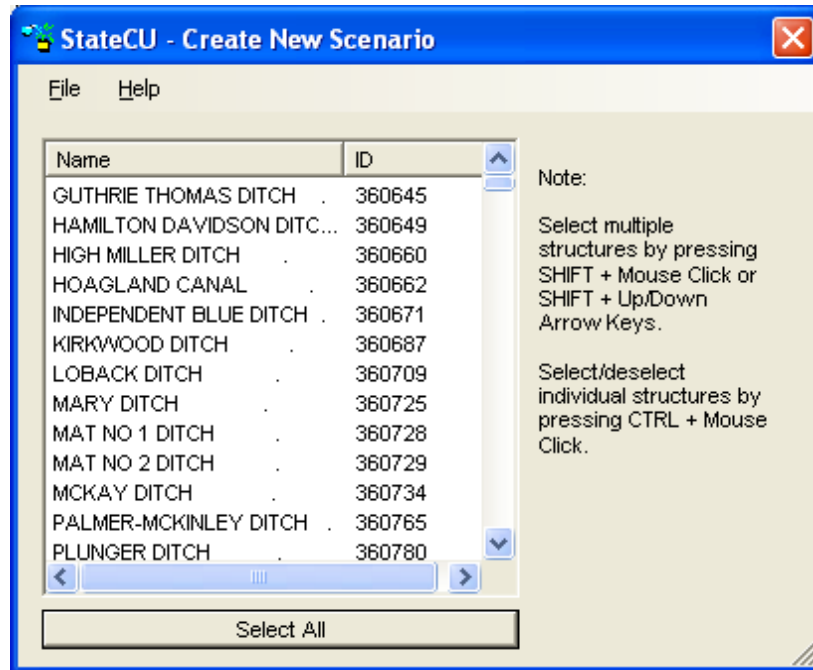 StateCU - Create New Scenario
File Help
Name ID
GUTHRIE THOMAS DITCH . 360645
HAMILTON DAVIDSON DITC... 360649
HIGH MILLER DITCH . 360660
HOAGLAND CANAL . 360662
INDEPENDENT BLUE DITCH . 360671
KIRKWOOD DITCH . 360687
LOBACK DITCH . 360709
MARY DITCH . 360725
MAT NO 1 DITCH . 360728
MAT NO 2 DITCH . 360729
MCKAY DITCH . 360734
PALMER-MCKINLEY DITCH . 360765
PLUNGER DITCH . 360780
Select All
Note:
Select multiple
structures by pressing
SHIFT + Mouse Click or
SHIFT + Up/Down
Arrow Keys.
Select/deselect
individual structures by
pressing CTRL + Mouse
Click.